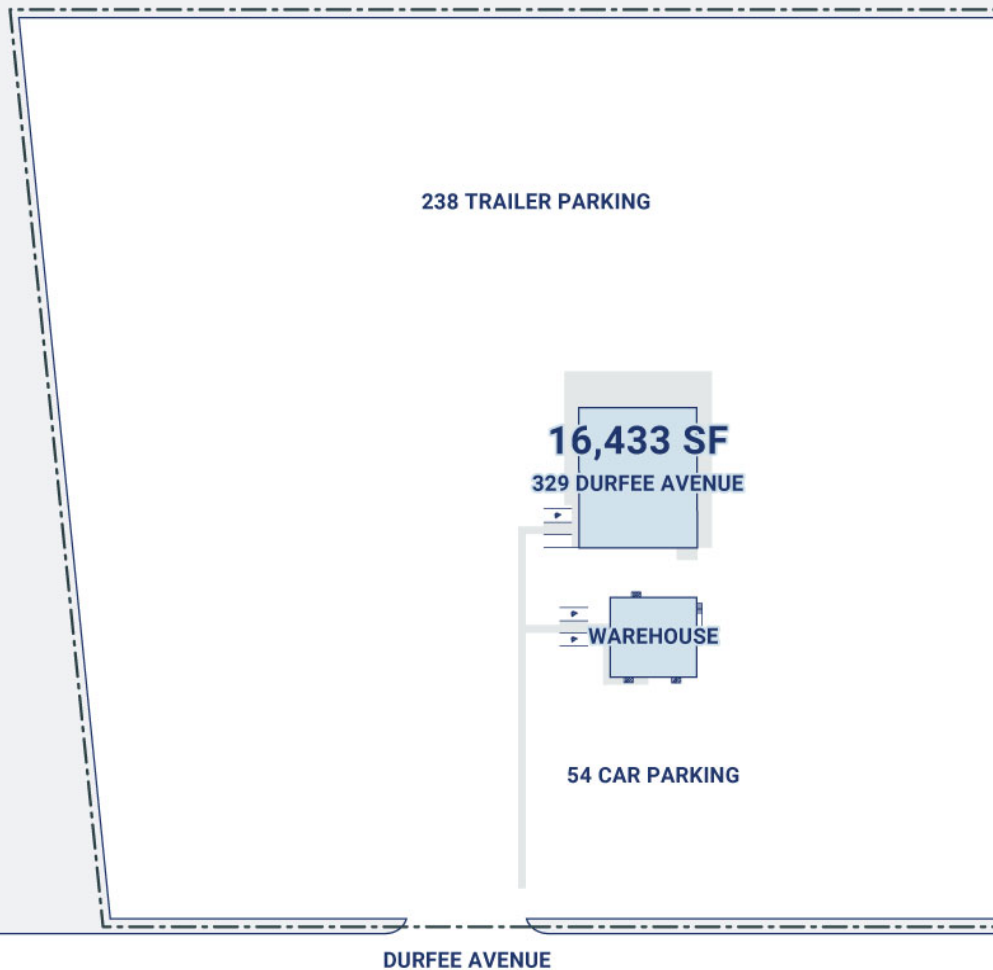 238 TRAILER PARKING
16,433 SF
329 DURFEE AVENUE
WAREHOUSE
54 CAR PARKING
DURFEE AVENUE